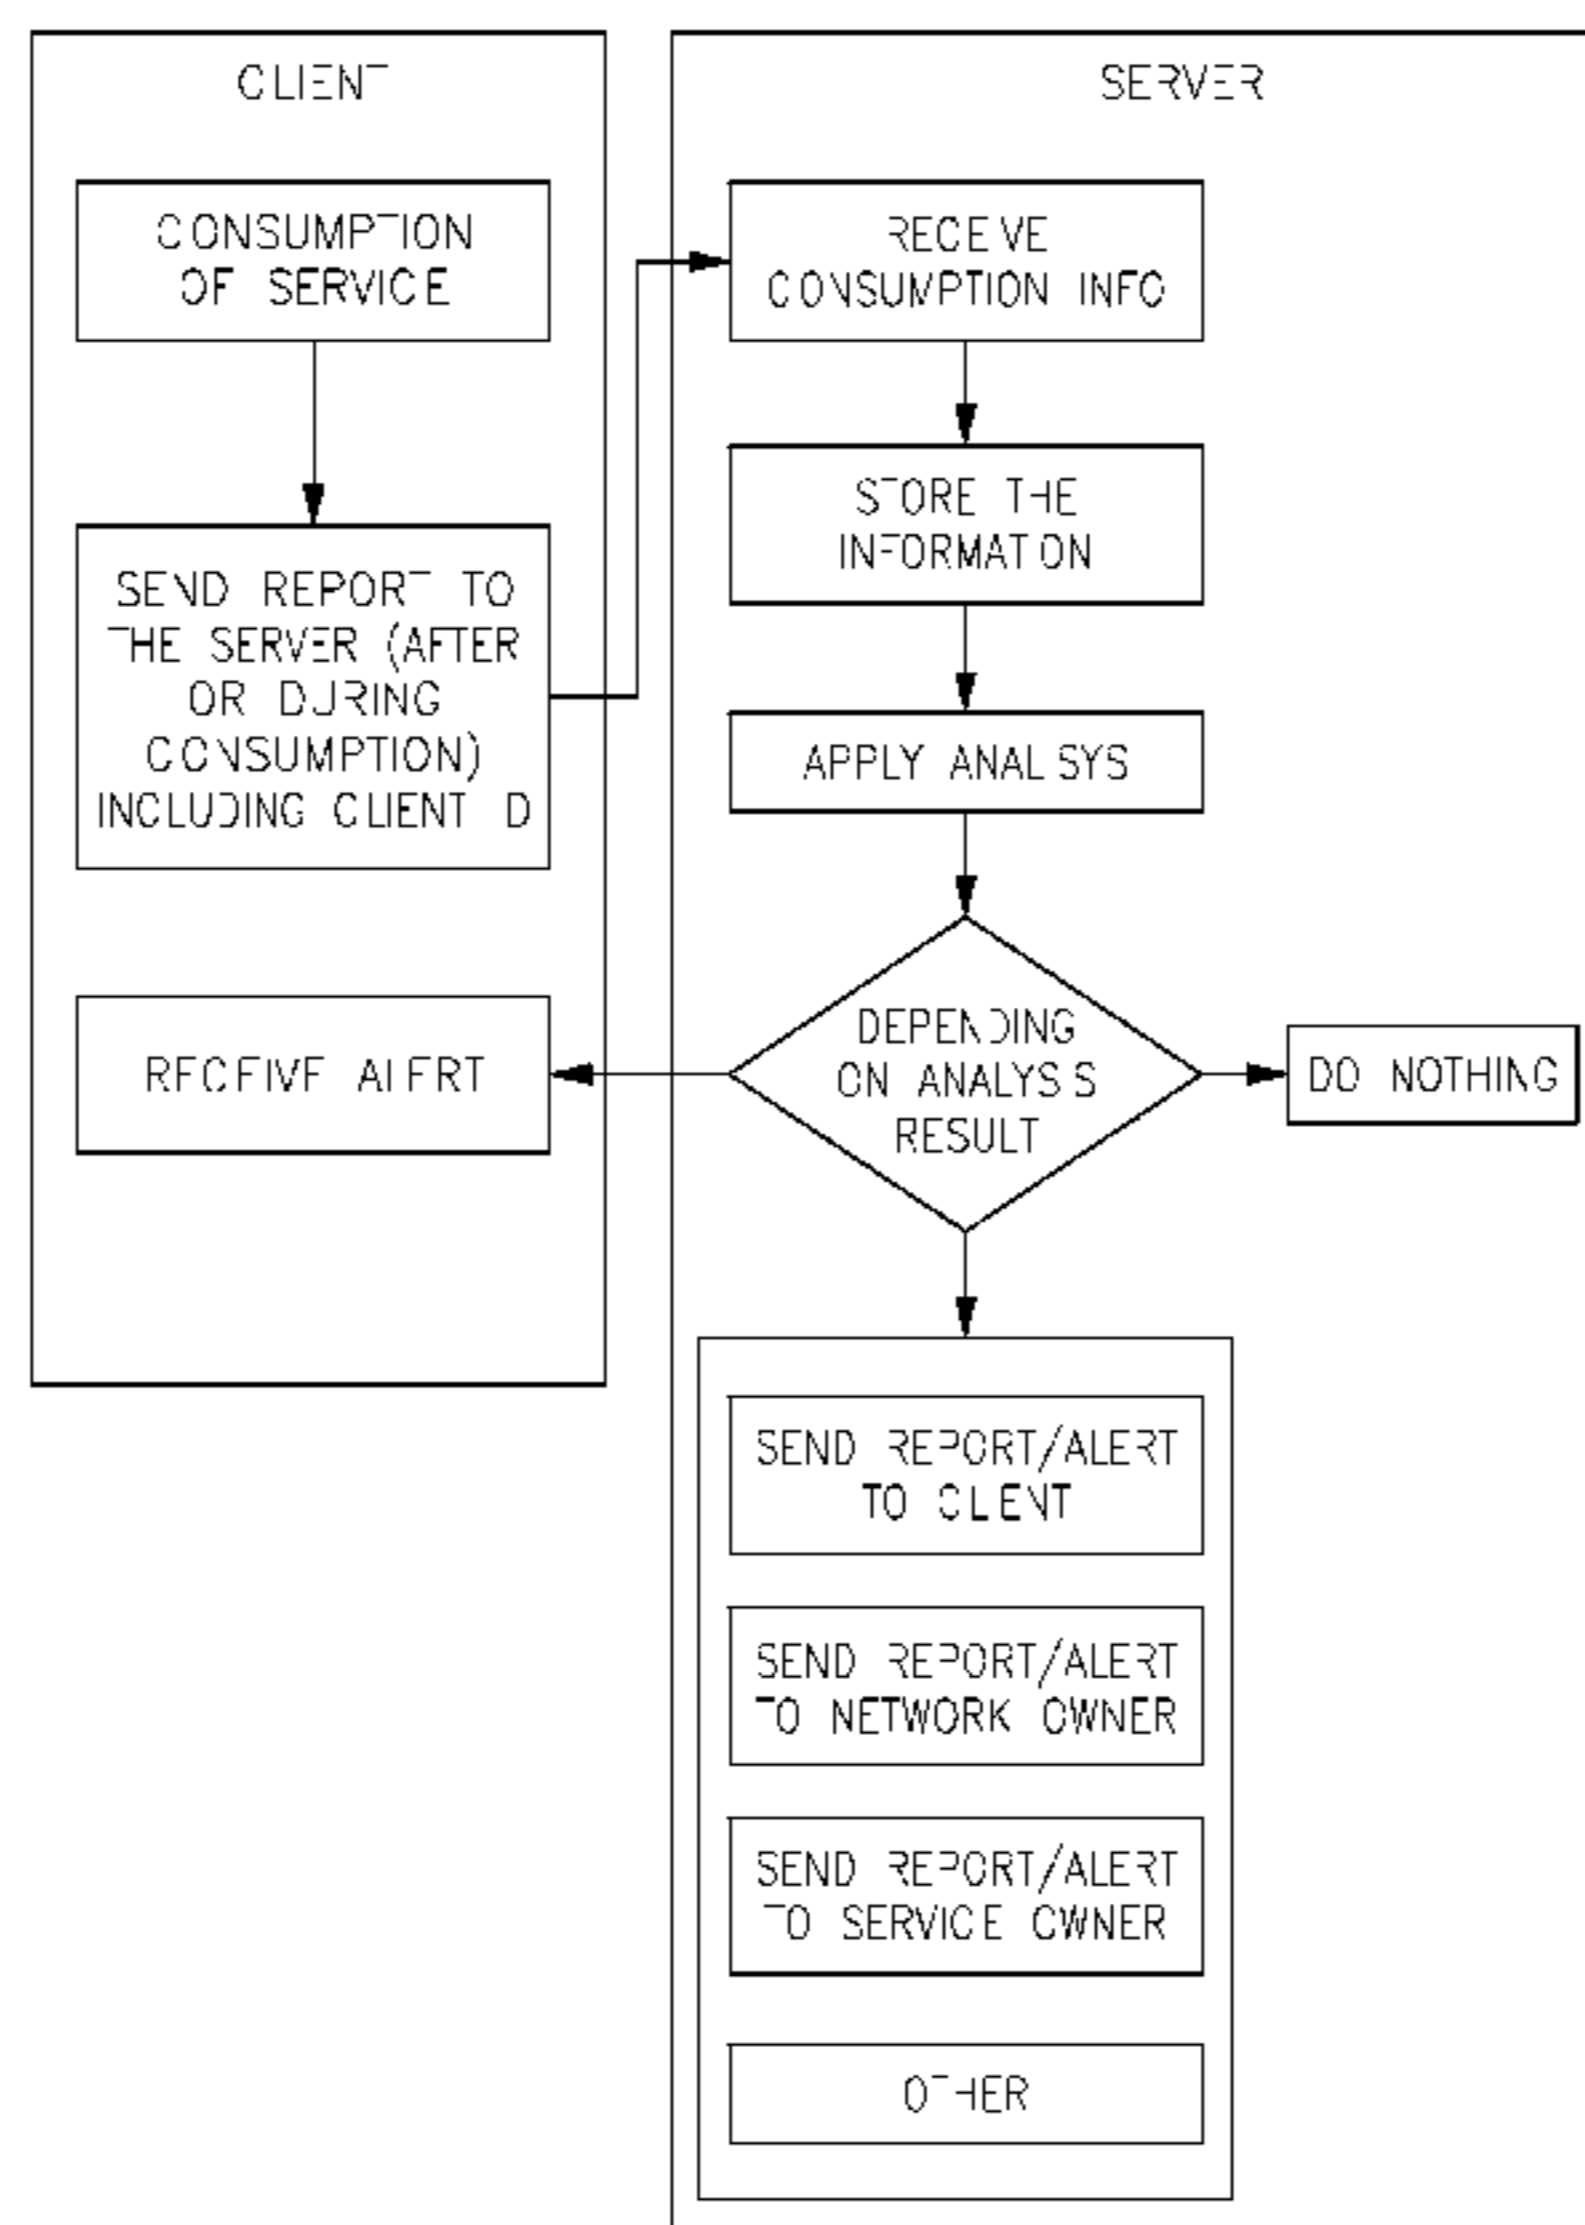 CLIENT
CONSUMPTION
OF SERVICE
SEND REPORT TO
THE SERVER (AFTER
OR DURING
CONSUMPTION)
INCLUDING CLIENT ID
RECEIVE ALERT
SERVER
RECEIVE
CONSUMPTION INFO
STORE THE
INFORMATION
APPLY ANALISYS
DEPENDING
ON ANALYSIS
RESULT
DO NOTHING
SEND REPORT/ALERT
TO CLIENT
SEND REPORT/ALERT
TO NETWORK OWNER
SEND REPORT/ALERT
TO SERVICE OWNER
OTHER